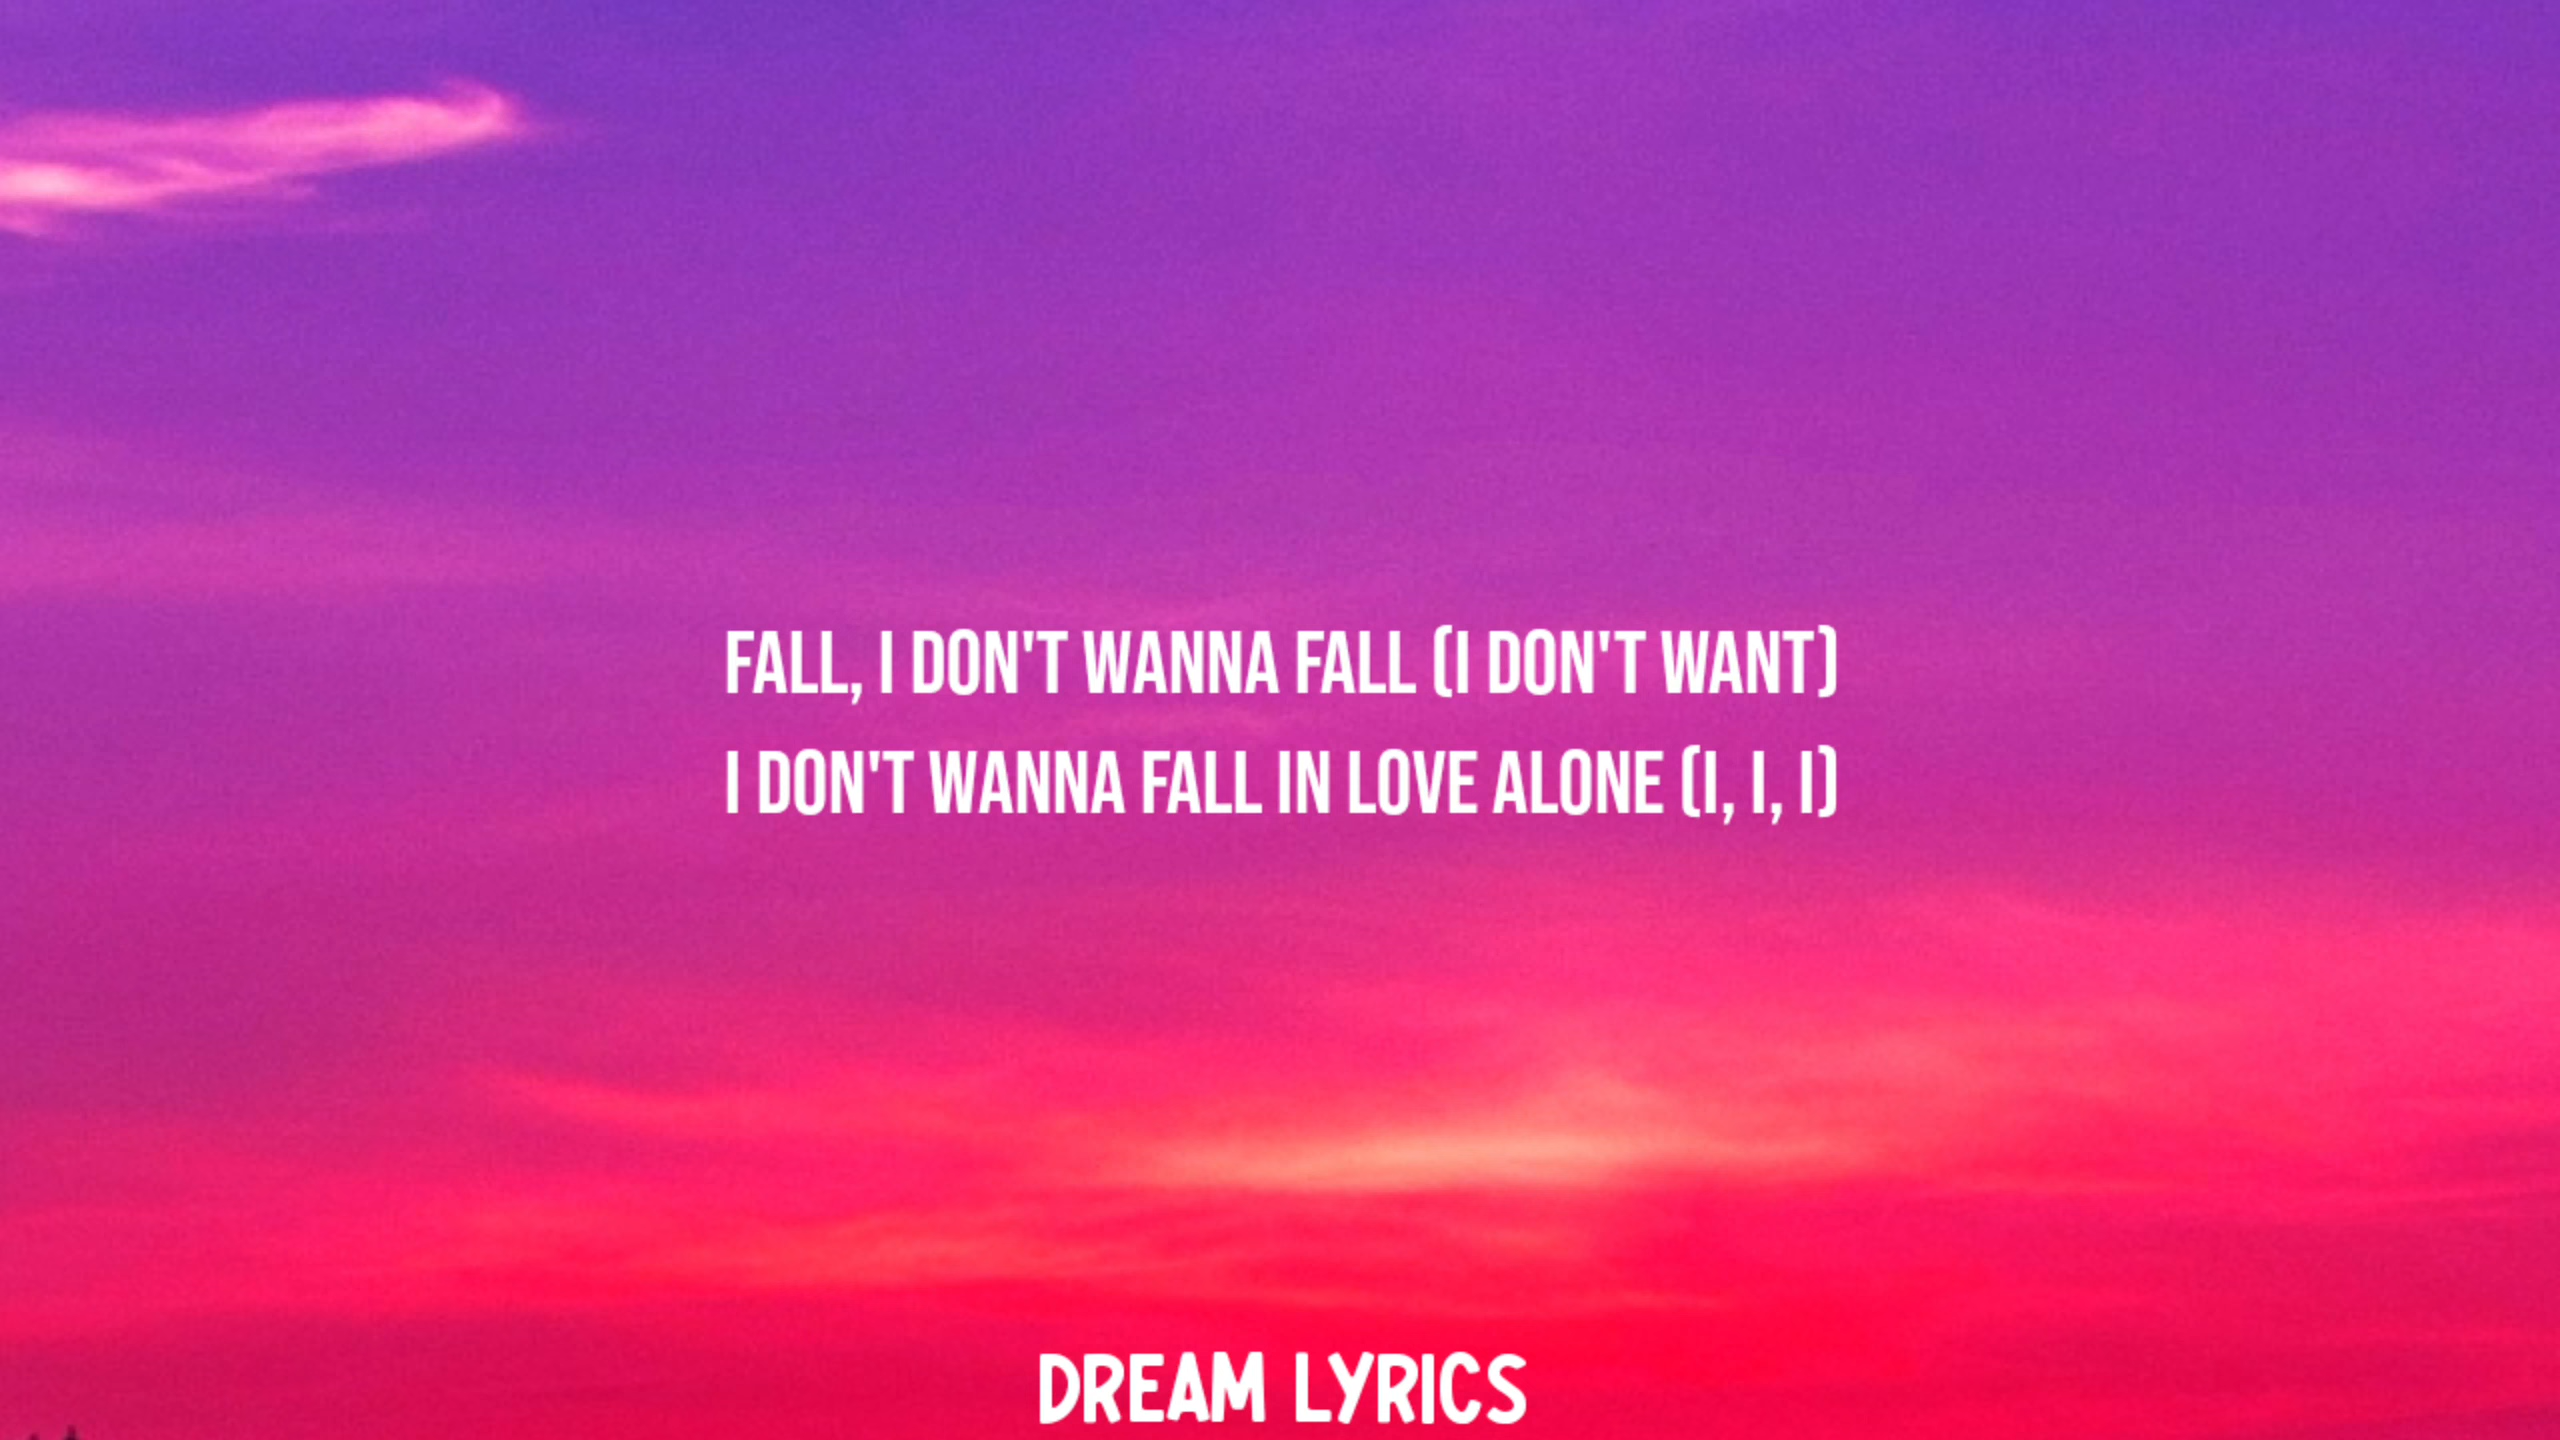 FALL, I DON'T WANNA FALL (I DON'T WANT)
I DON'T WANNA FALL IN LOVE ALONE (I, I, I)
DREAM LYRICS